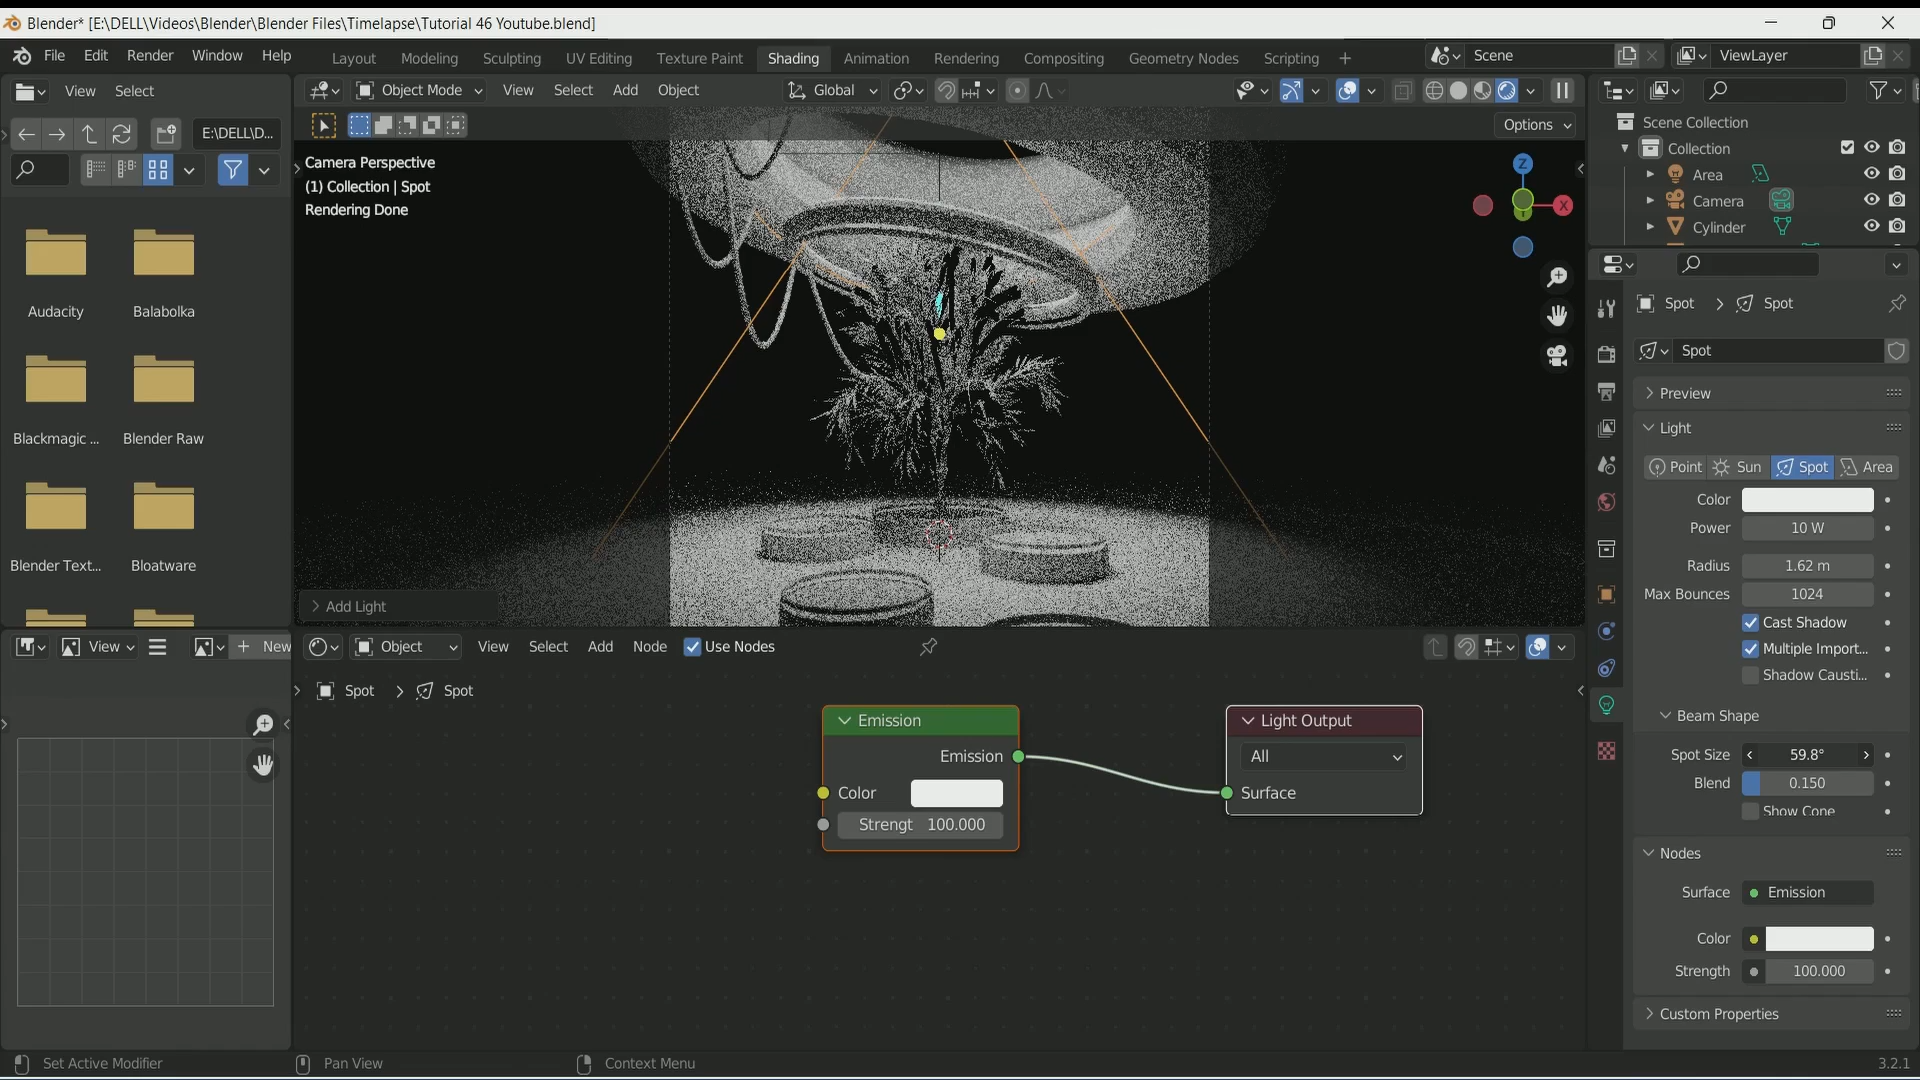 Blender* [E:\DELL\Videos\Blender\Blender Files\Timelapse\Tutorial 46 Youtube.blend]
File Edit Render Window Help
Layout Modeling Sculpting UV Editing Texture Paint Shading Animation Rendering Compositing Geometry Nodes Scripting +
Scene
ViewLayer
View Select
E:\DELL\D...
Audacity Balabolka
Blackmagic ... Blender Raw
Blender Text... Bloatware
Object Mode View Select Add Object
Global
Options
Camera Perspective
(1) Collection | Spot
Rendering Done
Z
X
Y
> Add Light
Scene Collection
Collection
Area
Camera
Cylinder
Spot > Spot
Spot
Preview
Light
Point Sun Spot Area
Color
Power 10 W
Radius 1.62 m
Max Bounces 1024
Cast Shadow
Multiple Import...
Shadow Causti...
Beam Shape
Spot Size 59.8°
Blend 0.150
Show Cone
Nodes
Surface Emission
Color
Strength 100.000
Custom Properties
View
+ New
Object View Select Add Node Use Nodes
Spot > Spot
Emission
Emission
Color
Strengt 100.000
Light Output
All
Surface
Set Active Modifier
Pan View
Context Menu
3.2.1